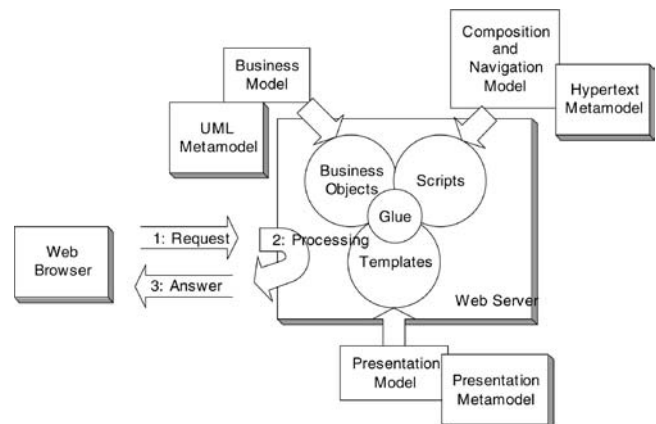 Composition
and
Navigation
Model
Business
Model
Hypertext
Metamodel
UML
Metamodel
Business
Objects
Scripts
Glue
1: Request
2: Processing
Web
Browser
Templates
3: Answer
Web Server
Presentation
Model
Presentation
Metamodel